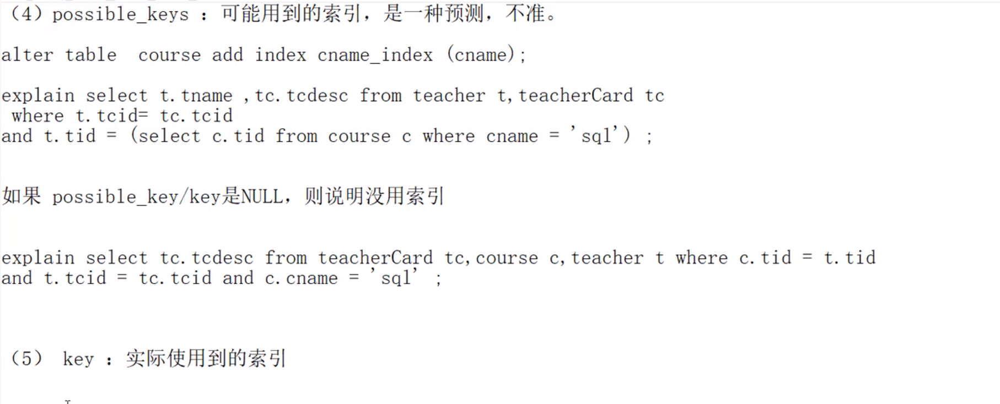 （4）possible_keys ：可能用到的索引，是一种预测，不准。
alter table  course add index cname_index (cname);
explain select t.tname ,tc.tcdesc from teacher t,teacherCard tc
where t.tcid= tc.tcid
and t.tid = (select c.tid from course c where cname = 'sql') ;
如果 possible_key/key是NULL，则说明没用索引
explain select tc.tcdesc from teacherCard tc,course c,teacher t where c.tid = t.tid
and t.tcid = tc.tcid and c.cname = 'sql' ;
（5） key ：实际使用到的索引